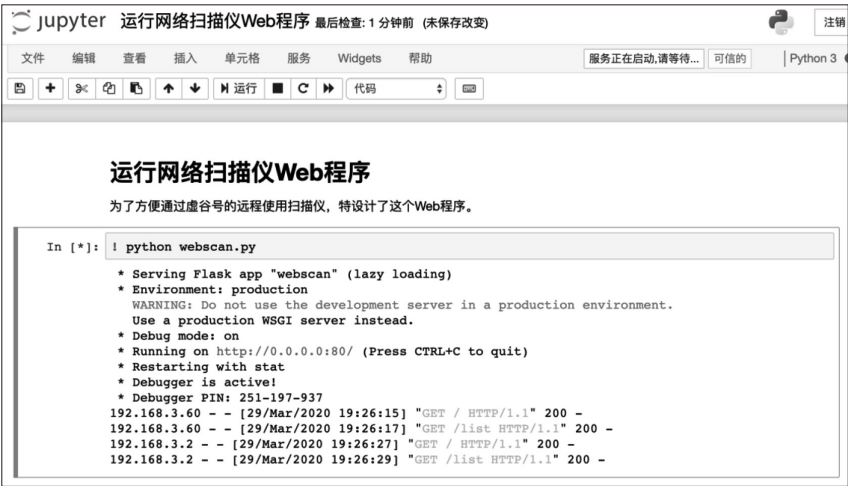 jupyter 运行网络扫描仪Web程序 最后检查: 1 分钟前 (未保存改变) 注销
文件 编辑 查看 插入 单元格 服务 Widgets 帮助 服务正在启动,请等待... 可信的 Python 3
运行 代码
运行网络扫描仪Web程序
为了方便通过虚谷号的远程使用扫描仪，特设计了这个Web程序。
In [*]: ! python webscan.py
* Serving Flask app "webscan" (lazy loading)
* Environment: production
WARNING: Do not use the development server in a production environment.
Use a production WSGI server instead.
* Debug mode: on
* Running on http://0.0.0.0:80/ (Press CTRL+C to quit)
* Restarting with stat
* Debugger is active!
* Debugger PIN: 251-197-937
192.168.3.60 - - [29/Mar/2020 19:26:15] "GET / HTTP/1.1" 200 -
192.168.3.60 - - [29/Mar/2020 19:26:17] "GET /list HTTP/1.1" 200 -
192.168.3.2 - - [29/Mar/2020 19:26:27] "GET / HTTP/1.1" 200 -
192.168.3.2 - - [29/Mar/2020 19:26:29] "GET /list HTTP/1.1" 200 -